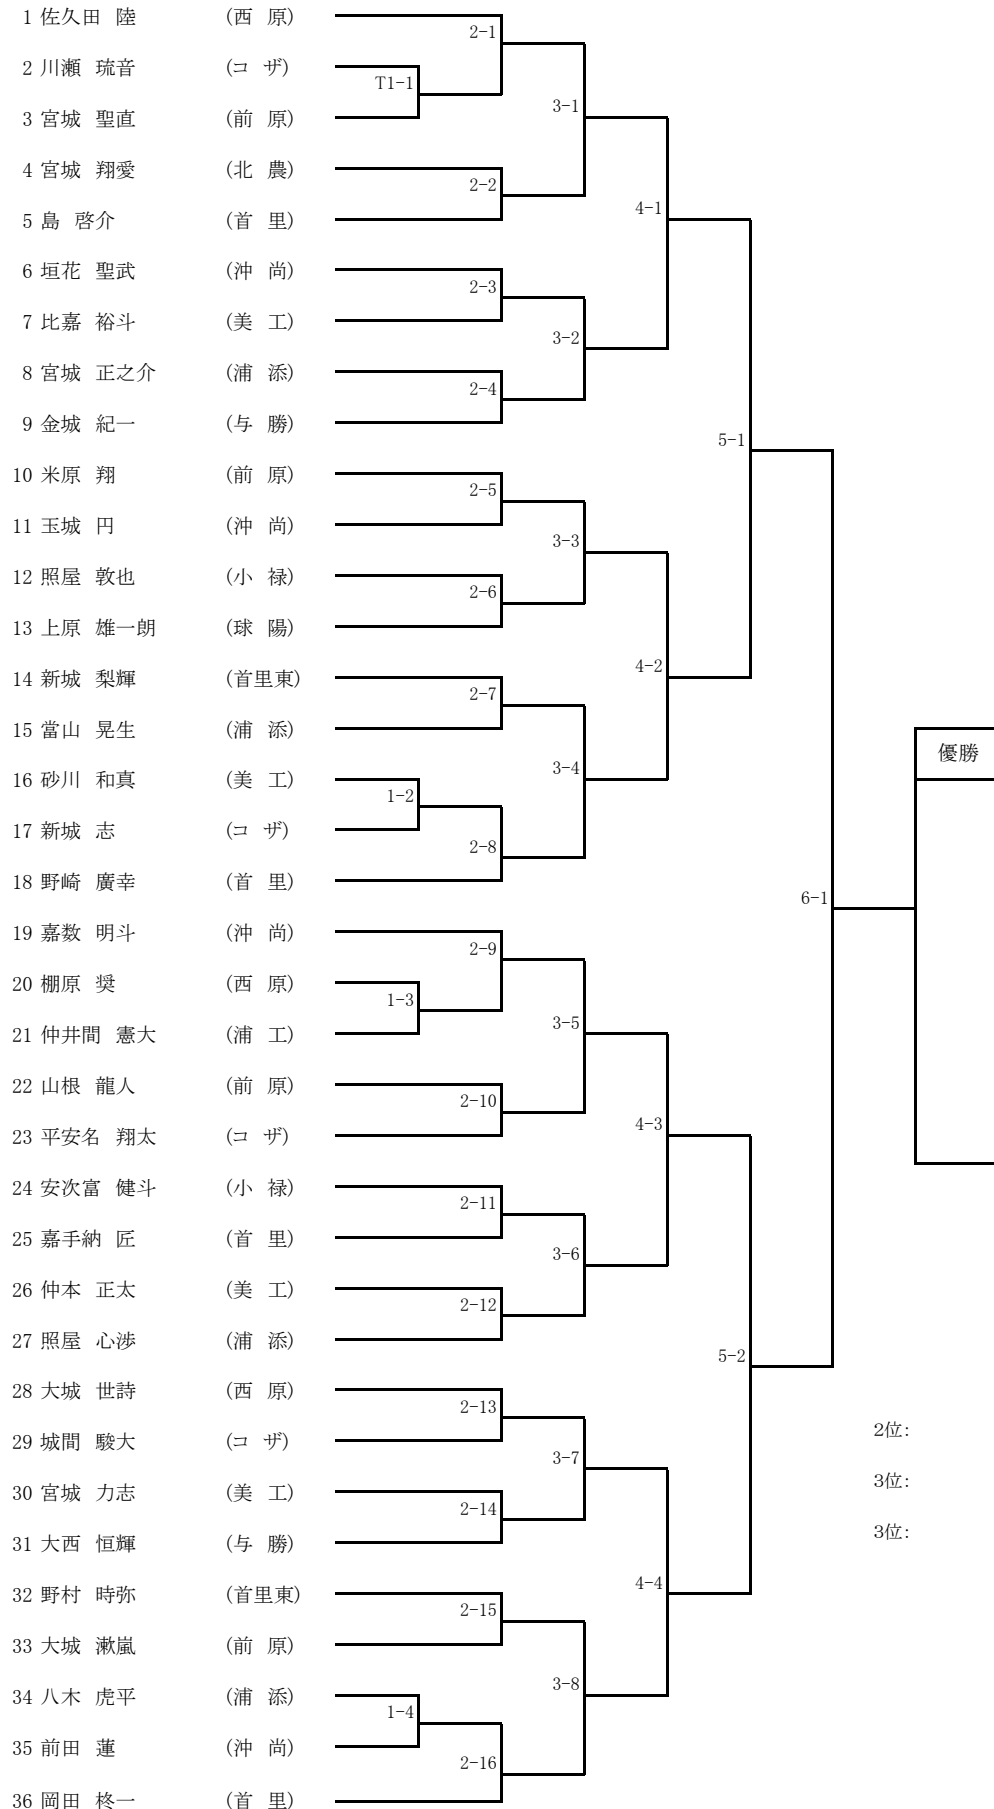 1 佐久田 陸 (西 原)
2-1
2 川瀬 琉音 (コ ザ)
T1-1
3 宮城 聖直 (前 原)
3-1
4 宮城 翔愛 (北 農)
2-2
5 島 啓介 (首 里)
4-1
6 垣花 聖武 (沖 尚)
2-3
7 比嘉 裕斗 (美 工)
3-2
8 宮城 正之介 (浦 添)
2-4
9 金城 紀一 (与 勝)
5-1
10 米原 翔 (前 原)
2-5
11 玉城 円 (沖 尚)
3-3
12 照屋 敦也 (小 禄)
2-6
13 上原 雄一朗 (球 陽)
4-2
14 新城 梨輝 (首里東)
2-7
15 當山 晃生 (浦 添)
優勝
3-4
16 砂川 和真 (美 工)
1-2
17 新城 志 (コ ザ)
2-8
18 野崎 廣幸 (首 里)
6-1
19 嘉数 明斗 (沖 尚)
2-9
20 棚原 奨 (西 原)
1-3
3-5
21 仲井間 憲大 (浦 工)
22 山根 龍人 (前 原)
2-10
4-3
23 平安名 翔太 (コ ザ)
24 安次富 健斗 (小 禄)
2-11
25 嘉手納 匠 (首 里)
3-6
26 仲本 正太 (美 工)
2-12
27 照屋 心渉 (浦 添)
5-2
28 大城 世詩 (西 原)
2-13
2位:
29 城間 駿大 (コ ザ)
3-7
3位:
30 宮城 力志 (美 工)
2-14
3位:
31 大西 恒輝 (与 勝)
4-4
32 野村 時弥 (首里東)
2-15
33 大城 漱嵐 (前 原)
3-8
34 八木 虎平 (浦 添)
1-4
35 前田 蓮 (沖 尚)
2-16
36 岡田 柊一 (首 里)